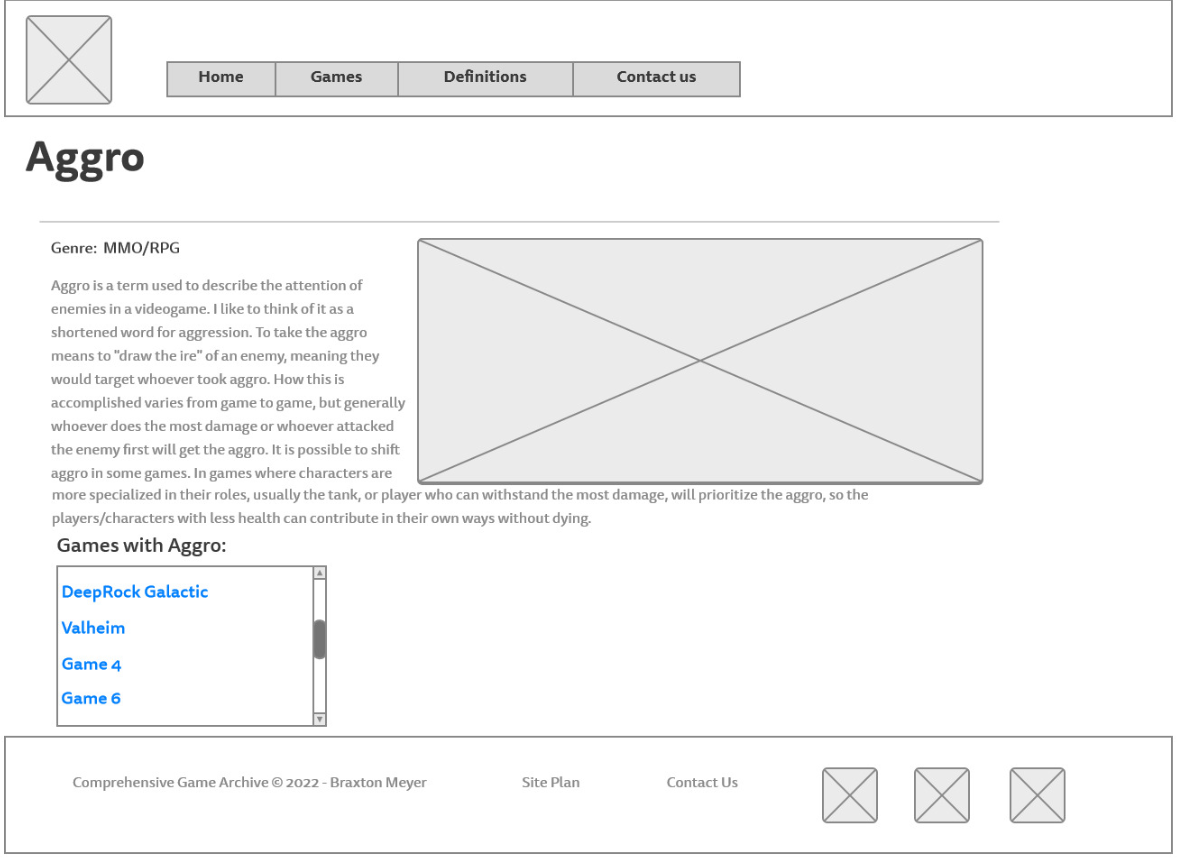 Home Games Definitions Contact us
Aggro
Genre: MMO/RPG
Aggro is a term used to describe the attention of
enemies in a videogame. I like to think of it as a
shortened word for aggression. To take the aggro
means to "draw the ire" of an enemy, meaning they
would target whoever took aggro. How this is
accomplished varies from game to game, but generally
whoever does the most damage or whoever attacked
the enemy first will get the aggro. It is possible to shift
aggro in some games. In games where characters are
more specialized in their roles, usually the tank, or player who can withstand the most damage, will prioritize the aggro, so the
players/characters with less health can contribute in their own ways without dying.
Games with Aggro:
DeepRock Galactic
Valheim
Game 4
Game 6
Comprehensive Game Archive © 2022 - Braxton Meyer Site Plan Contact Us